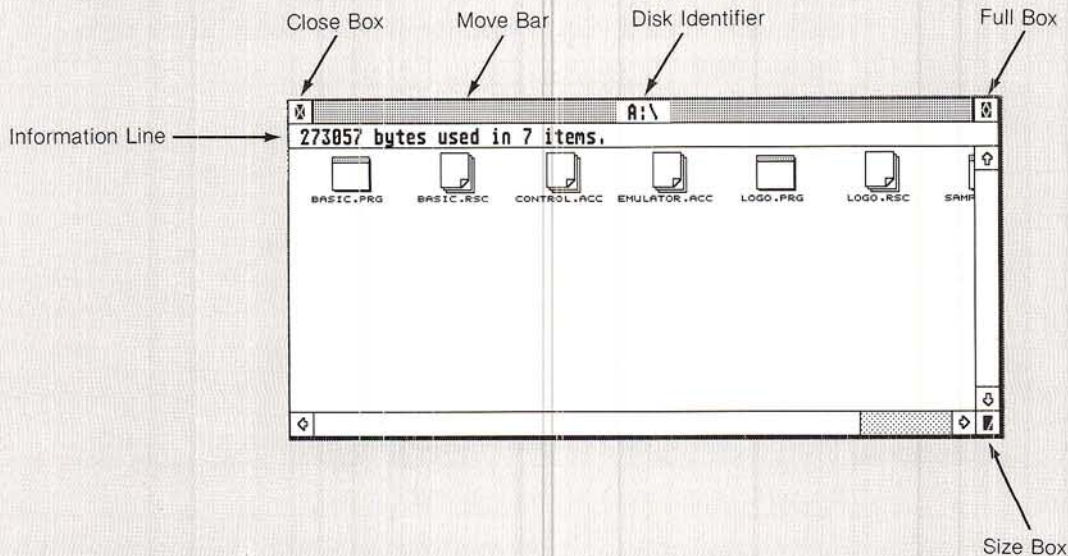 Close Box
Move Bar
Disk Identifier
Full Box
A:\
Information Line
273057 bytes used in 7 items.
BASIC.PRG
BASIC.RSC
CONTROL.ACC
EMULATOR.ACC
LOGO.PRG
LOGO.RSC
SAMP
Size Box